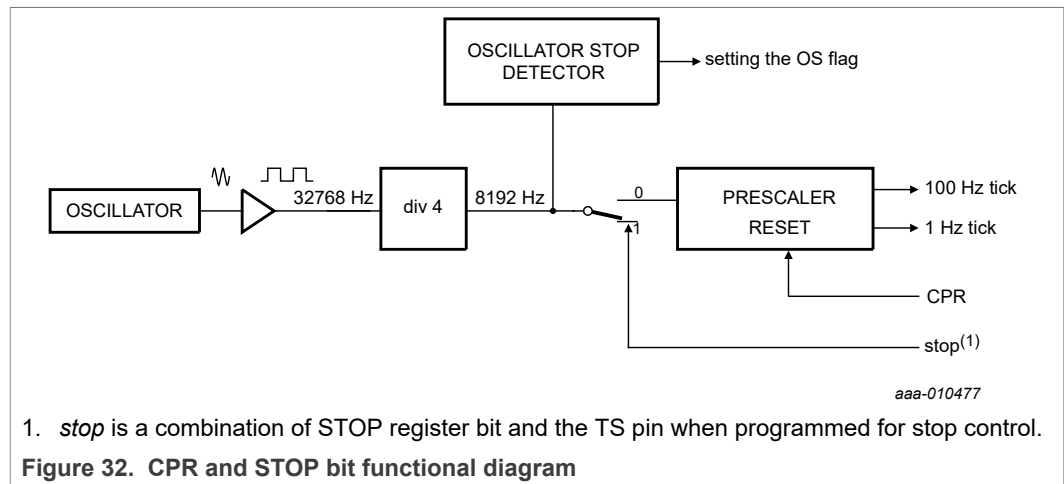 OSCILLATOR STOP
DETECTOR
setting the OS flag
OSCILLATOR
32768 Hz
div 4
8192 Hz
0
1
PRESCALER
RESET
100 Hz tick
1 Hz tick
CPR
stop(1)
aaa-010477
1. stop is a combination of STOP register bit and the TS pin when programmed for stop control.
Figure 32. CPR and STOP bit functional diagram